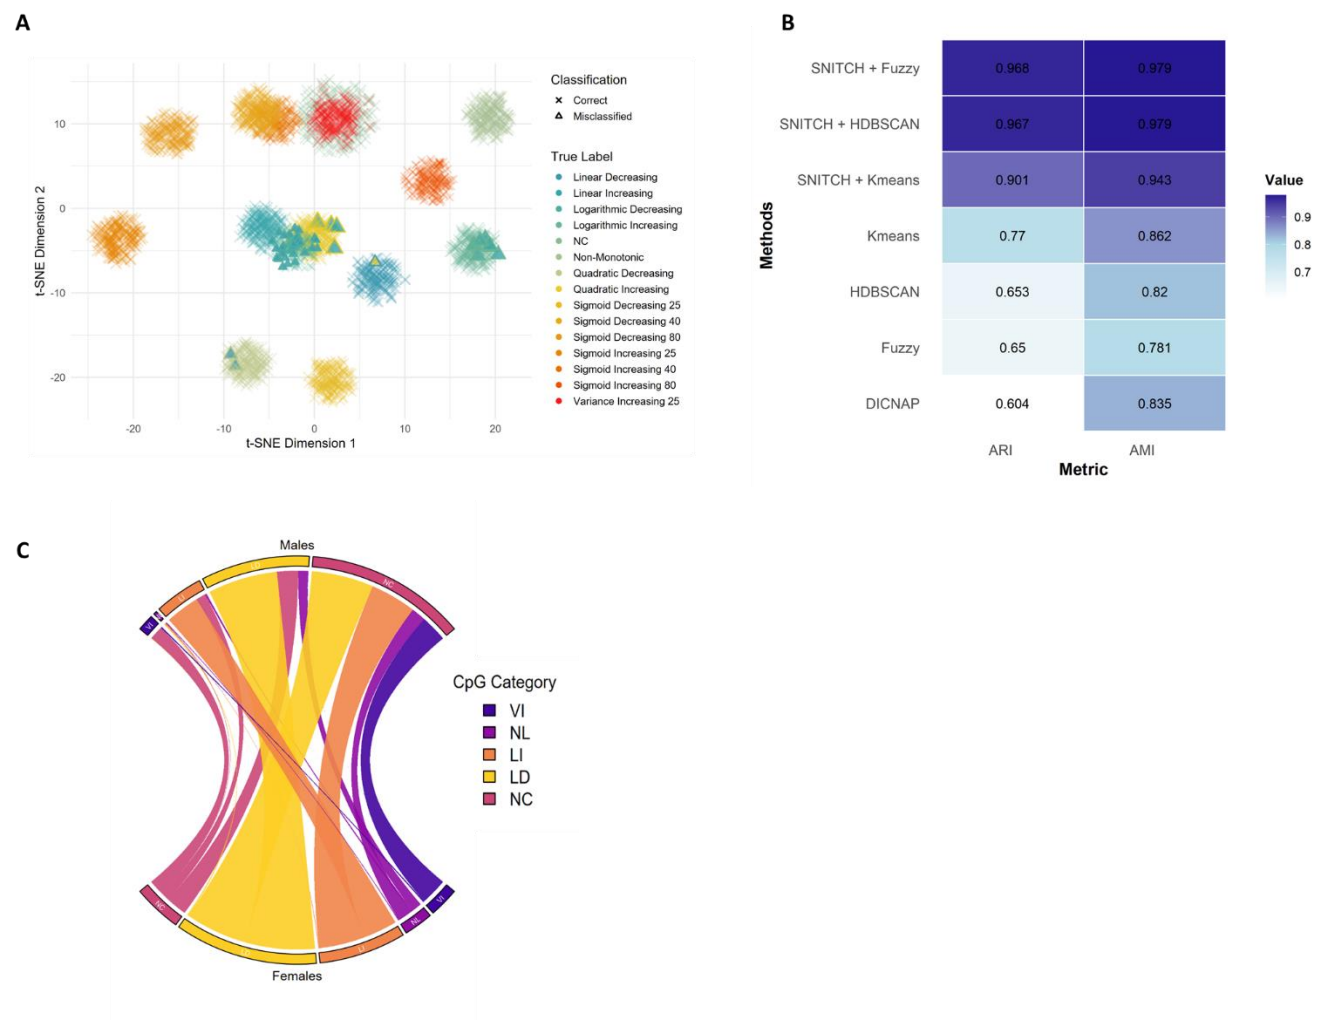 A
10
0
-10
-20
t-SNE Dimension 2
-20
-10
0
10
20
t-SNE Dimension 1
Classification
Correct
Misclassified
True Label
Linear Decreasing
Linear Increasing
Logarithmic Decreasing
Logarithmic Increasing
NC
Non-Monotonic
Quadratic Decreasing
Quadratic Increasing
Sigmoid Decreasing 25
Sigmoid Decreasing 40
Sigmoid Decreasing 80
Sigmoid Increasing 25
Sigmoid Increasing 40
Sigmoid Increasing 80
Variance Increasing 25
B
Methods
SNITCH + Fuzzy 0.968 0.979
SNITCH + HDBSCAN 0.967 0.979
SNITCH + Kmeans 0.901 0.943
Kmeans 0.77 0.862
HDBSCAN 0.653 0.82
Fuzzy 0.65 0.781
DICNAP 0.604 0.835
ARI AMI
Metric
Value
0.9
0.8
0.7
C
Males
VI
LI
LD
NC
CpG Category
VI
NL
LI
LD
NC
NC
LD
LI
NL
VI
Females